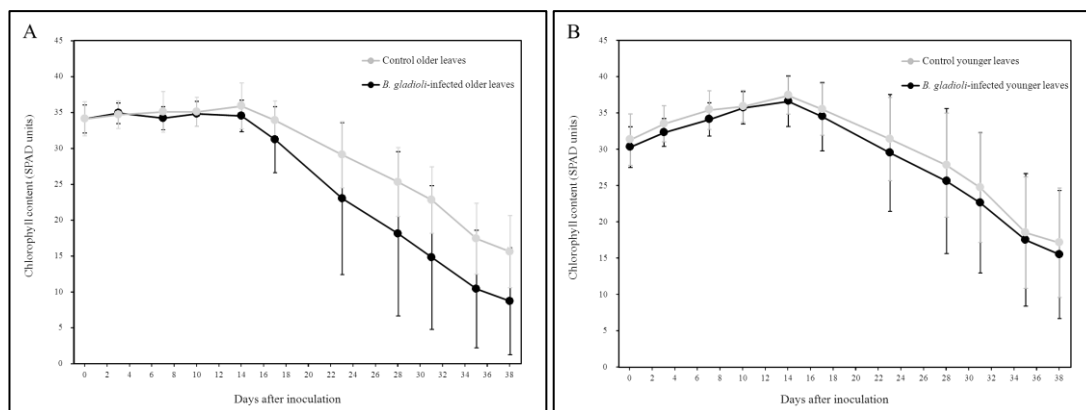 A
Control older leaves
B. gladioli-infected older leaves
Chlorophyll content (SPAD units)
40
35
30
25
20
15
10
5
0
0 2 4 6 8 10 12 14 16 18 20 22 24 26 28 30 32 34 36 38
Days after inoculation
B
Control younger leaves
B. gladioli-infected younger leaves
Chlorophyll content (SPAD units)
45
40
35
30
25
20
15
10
5
0
0 2 4 6 8 10 12 14 16 18 20 22 24 26 28 30 32 34 36 38
Days after inoculation